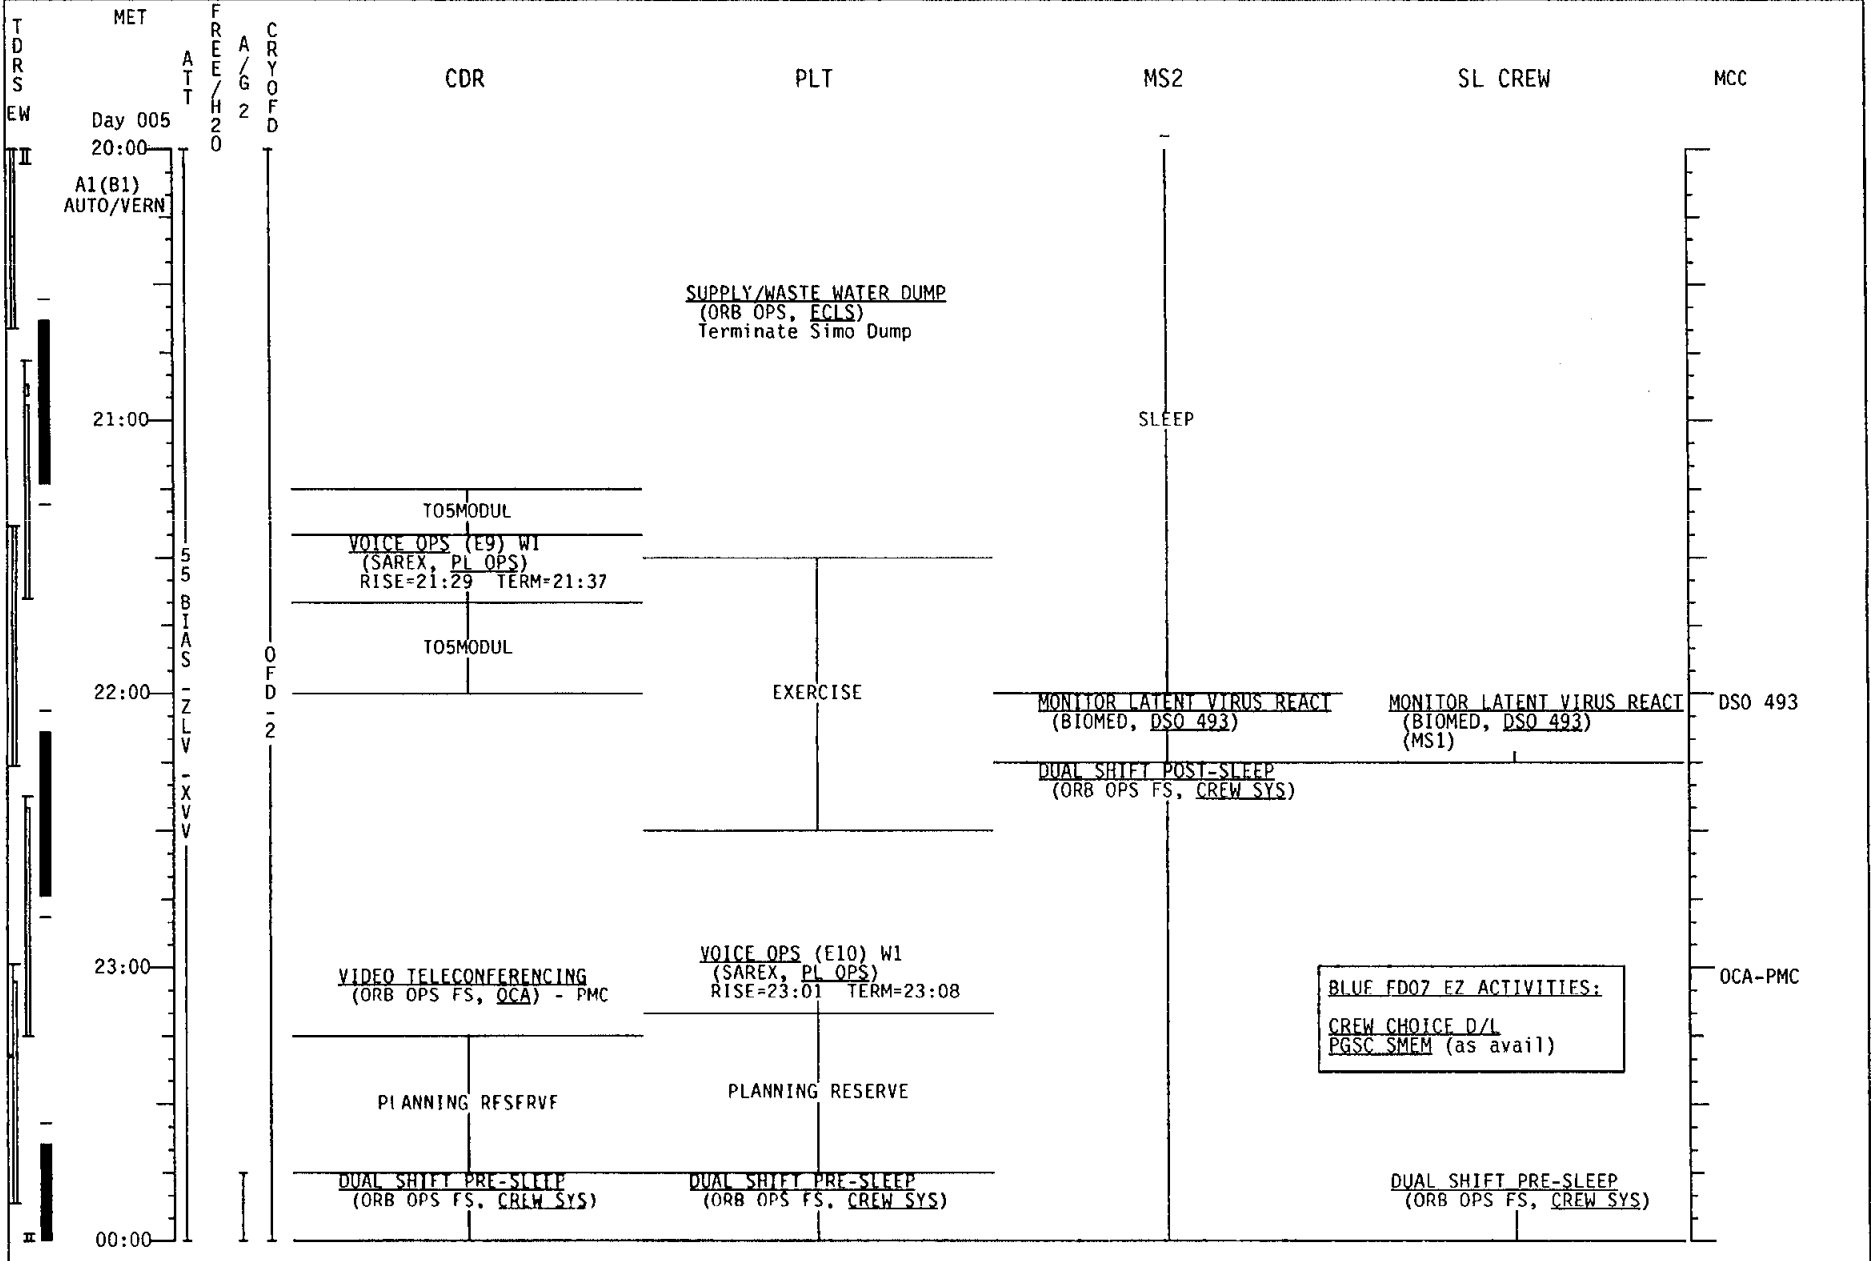 TDRS
EW
MET
Day 005
ATT
FREE/H2O
A/G 2
CRYOFD
CDR
PLT
MS2
SL CREW
MCC
20:00
A1(B1)
AUTO/VERN
SUPPLY/WASTE WATER DUMP
(ORB OPS, ECLS)
Terminate Simo Dump
21:00
SLEEP
TO5MODUL
VOICE OPS (E9) W1
(SAREX, PL OPS)
RISE=21:29 TERM=21:37
TO5MODUL
55 BIAS -ZLV -XVV
OFD-2
22:00
EXERCISE
MONITOR LATENT VIRUS REACT
(BIOMED, DSO 493)
MONITOR LATENT VIRUS REACT
(BIOMED, DSO 493)
(MS1)
DSO 493
DUAL SHIFT POST-SLEEP
(ORB OPS FS, CREW SYS)
23:00
VIDEO TELECONFERENCING
(ORB OPS FS, OCA) - PMC
VOICE OPS (E10) W1
(SAREX, PL OPS)
RISE=23:01 TERM=23:08
BLUE FD07 EZ ACTIVITIES:
CREW CHOICE D/L
PGSC SMEM (as avail)
OCA-PMC
PLANNING RESERVE
PLANNING RESERVE
DUAL SHIFT PRE-SLEEP
(ORB OPS FS, CREW SYS)
DUAL SHIFT PRE-SLEEP
(ORB OPS FS, CREW SYS)
DUAL SHIFT PRE-SLEEP
(ORB OPS FS, CREW SYS)
00:00